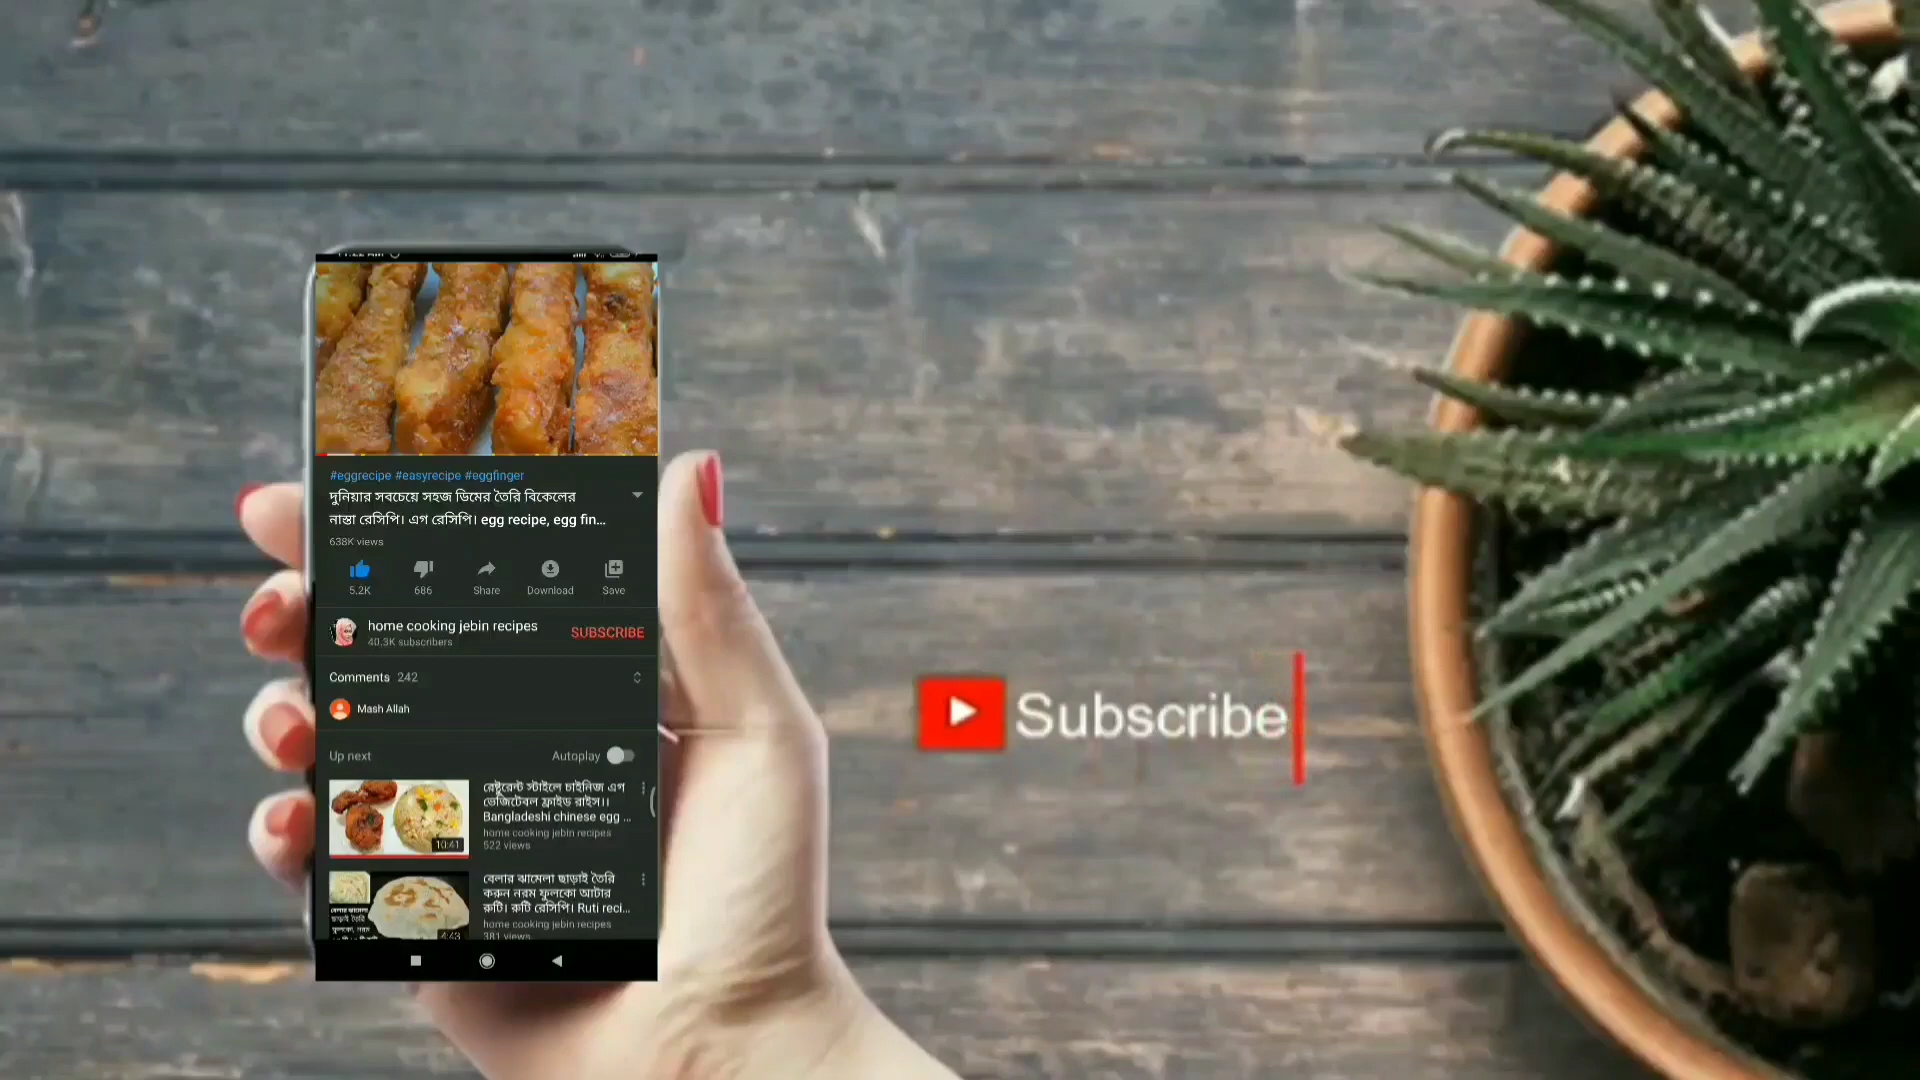 #eggrecipe #easyrecipe #eggfinger
দুনিয়ার সবচেয়ে সহজ ডিমের তৈরি বিকেলের
নাস্তা রেসিপি। এগ রেসিপি। egg recipe, egg fin...
638K views
5.2K
686
Share
Download
Save
home cooking jebin recipes
SUBSCRIBE
40.3K subscribers
Comments 242
Mash Allah
Up next
Autoplay
রেষ্টুরেন্ট স্টাইলে চাইনিজ এগ
ভেজিটেবল ফ্রাইড রাইস।।
Bangladeshi chinese egg ...
home cooking jebin recipes
522 views
10:41
বেলার ঝামেলা ছাড়াই তৈরি
করুন নরম ফুলকো আটার
রুটি। রুটি রেসিপি। Ruti reci...
home cooking jebin recipes
381 views
4:43
বেলার ঝামেলা
ছাড়াই তৈরি
Subscribe